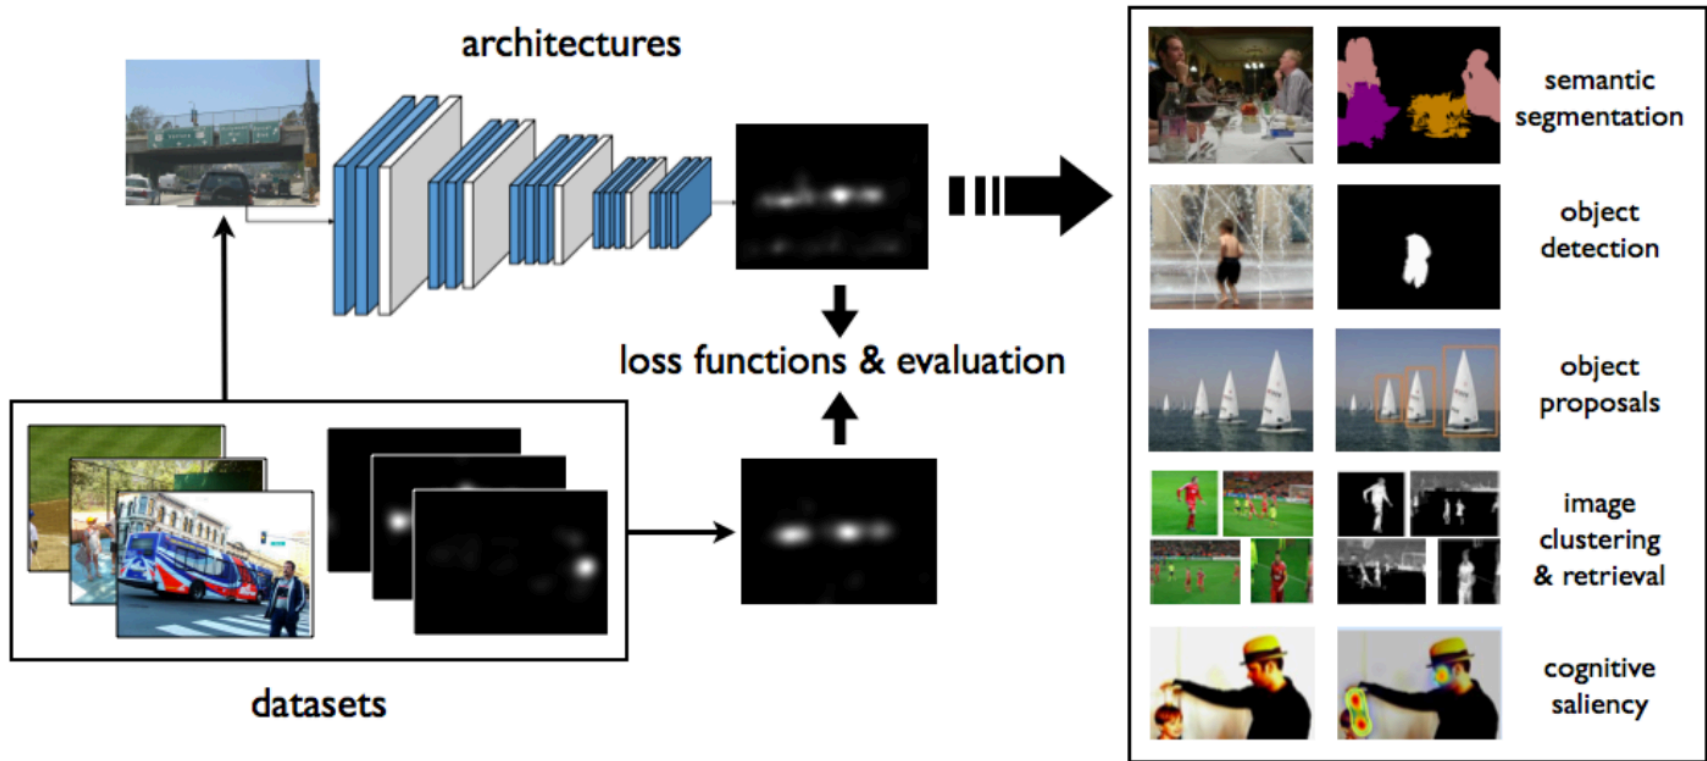 architectures
loss functions & evaluation
datasets
semantic
segmentation
object
detection
object
proposals
image
clustering
& retrieval
cognitive
saliency